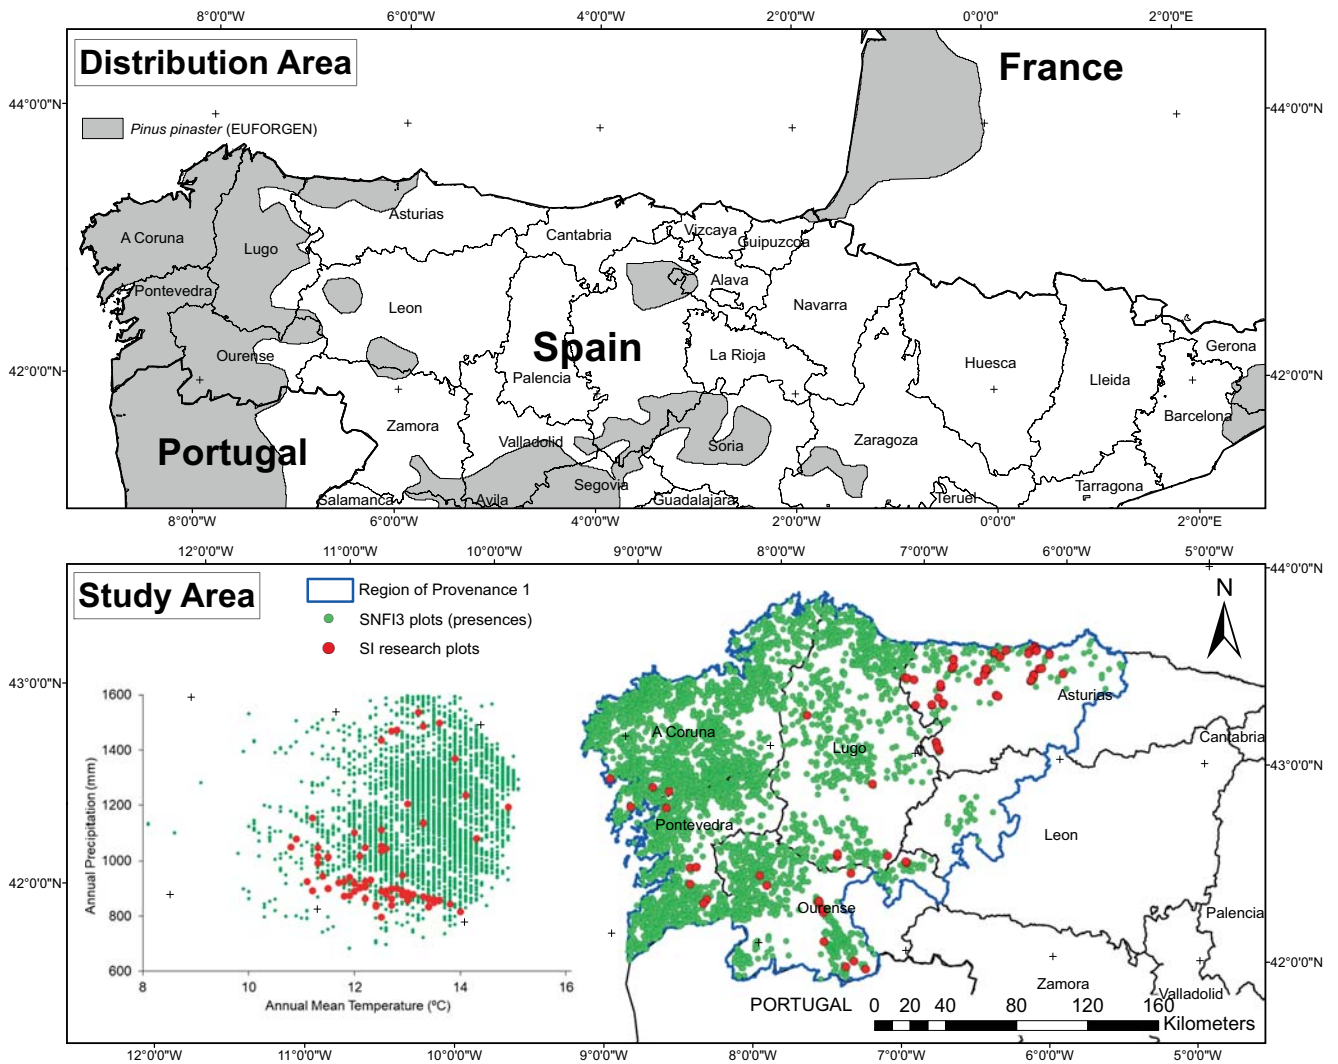 8°0'0"W 6°0'0"W 4°0'0"W 2°0'0"W 0°0'0" 2°0'0"E
Distribution Area
France
44°0'0"N 44°0'0"N
Pinus pinaster (EUFORGEN)
Asturias
A Coruna
Lugo
Cantabria
Vizcaya
Guipuzcoa
Pontevedra
Leon
Alava
Navarra
Spain
Ourense
La Rioja
Huesca
Gerona
42°0'0"N 42°0'0"N
Palencia
Lleida
Zamora
Barcelona
Portugal
Valladolid
Soria
Zaragoza
Segovia
Salamanca
Avila
Guadalajara
Teruel
Tarragona
8°0'0"W 6°0'0"W 4°0'0"W 2°0'0"W 0°0'0" 2°0'0"E
12°0'0"W 11°0'0"W 10°0'0"W 9°0'0"W 8°0'0"W 7°0'0"W 6°0'0"W 5°0'0"W
44°0'0"N
Study Area
Region of Provenance 1
SNFI3 plots (presences)
SI research plots
N
43°0'0"N 43°0'0"N
1600
1400
1200
1000
800
600
Annual Precipitation (mm)
8 10 12 14 16
Annual Mean Temperature (ºC)
Asturias
A Coruna
Lugo
Cantabria
Pontevedra
Leon
42°0'0"N
Ourense
Palencia
42°0'0"N
Zamora
Valladolid
PORTUGAL
0 20 40 80 120 160
Kilometers
12°0'0"W 11°0'0"W 10°0'0"W 9°0'0"W 8°0'0"W 7°0'0"W 6°0'0"W 5°0'0"W